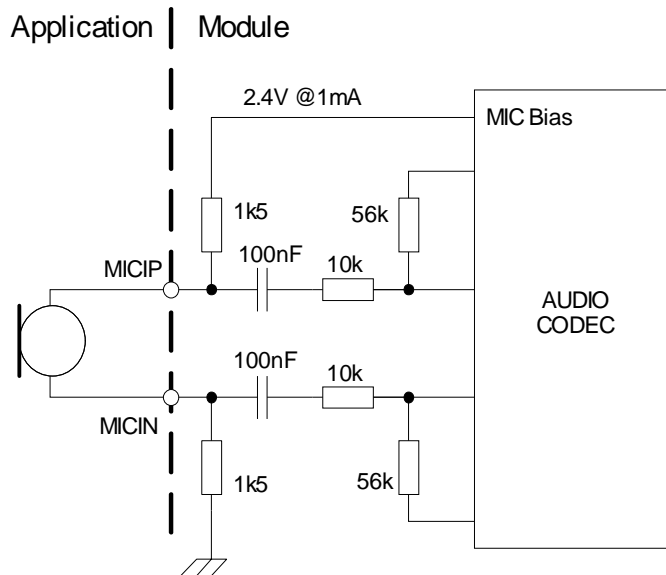 Application
Module
2.4V @1mA
MIC Bias
1k5
56k
100nF
MICIP
10k
AUDIO
CODEC
100nF
10k
MICIN
1k5
56k